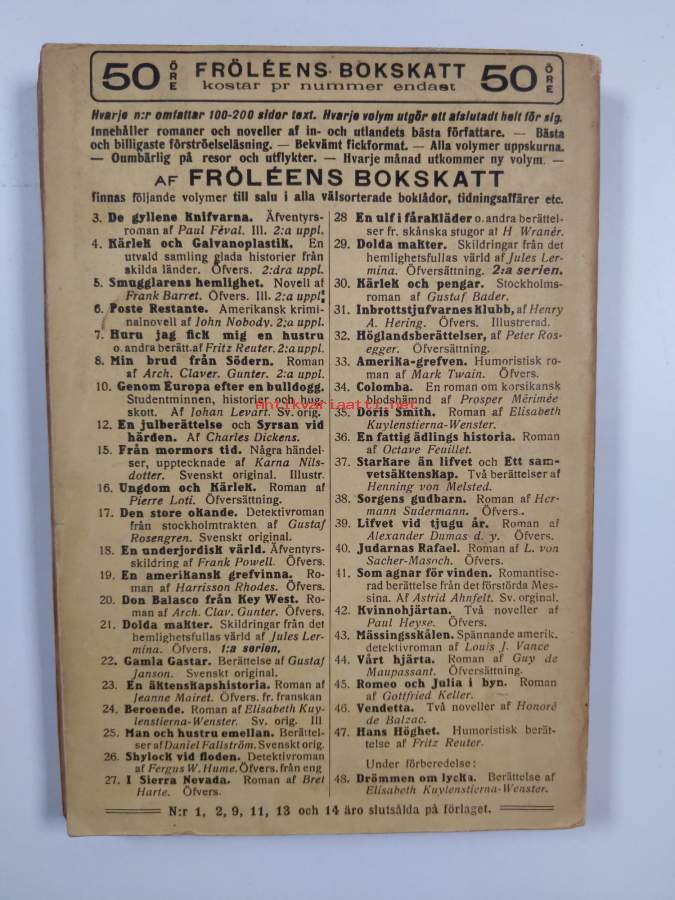 50 ÖRE FRÖLÉENS BOKSKATT 50 ÖRE
kostar pr nummer endast
Hvarje n:r omfattar 100-200 sidor text. Hvarje volym utgör ett afslutadt helt för sig.
Innehåller romaner och noveller af in- och utlandets bästa författare. — Bästa
och billigaste förströelseläsning. — Bekvämt fickformat. — Alla volymer uppskurna.
— Oumbärlig på resor och utflykter. — Hvarje månad utkommer ny volym. —
AF FRÖLÉENS BOKSKATT
finnas följande volymer till salu i alla välsorterade boklådor, tidningsaffärer etc.
3. De gyllene Knifvarna. Äfventyrs-
roman af Paul Féval. Ill. 2:a uppl.
4. Kärlek och Galvanoplastik. En
utvald samling glada historier från
skilda länder. Öfvers. 2:dra uppl.
5. Smugglarens hemlighet. Novell af
Frank Barret. Öfvers. Ill. 2:a uppl.
6. Poste Restante. Amerikansk krimi-
nalnovell af John Nobody. 2:a uppl.
7. Huru jag fick mig en hustru
o. andra berätt. af Fritz Reuter. 2:a uppl.
8. Min brud från Södern. Roman
af Arch. Claver. Gunter. 2:a uppl.
10. Genom Europa efter en bulldogg.
Studentminnen, historier och hug-
skott. Af Johan Levart. Sv. orig.
12. En julberättelse och Syrsan vid
härden. Af Charles Dickens.
15. Från mormors tid. Några händel-
ser, upptecknade af Karna Nils-
dotter. Svenskt original. Illustr.
16. Ungdom och Kärlek. Roman af
Pierre Loti. Öfversättning.
17. Den store okände. Detektivroman
från stockholmtrakten af Gustaf
Rosengren. Svenskt original.
18. En underjordisk värld. Äfventyrs-
skildring af Frank Powell. Öfvers.
19. En amerikansk grefvinna. Ro-
man af Harrisson Rhodes. Öfvers.
20. Don Balasco från Key West. Ro-
man af Arch. Clav. Gunter. Öfvers.
21. Dolda makter. Skildringar från det
hemlighetsfullas värld af Jules Ler-
mina. Öfvers. 1:a serien.
22. Gamla Gastar. Berättelse af Gustaf
Janson. Svenskt original.
23. En äktenskapshistoria. Roman af
Jeanne Mairet. Öfvers. fr. franskan
24. Beroende. Roman af Elisabeth Kuy-
lenstierna-Wenster. Sv. orig. Ill
25. Man och hustru emellan. Berättel-
ser af Daniel Fallström. Svenskt orig.
26. Shylock vid floden. Detektivroman
af Fergus W. Hume. Öfvers. från eng
27. I Sierra Nevada. Roman af Bret
Harte. Öfvers.
28 En ulf i fårakläder o. andra berättel-
ser fr. skånska stugor af H Wranér.
29. Dolda makter. Skildringar från det
hemlighetsfullas värld af Jules Ler-
mina. Öfversättning. 2:a serien.
30. Kärlek och pengar. Stockholms-
roman af Gustaf Bader.
31. Inbrottstjufvarnes Klubb, af Henry
A. Hering. Öfvers. Illustrerad.
32. Höglandsberättelser, af Peter Ros-
egger. Öfversättning.
33. Amerika-grefven. Humoristisk ro-
man af Mark Twain. Öfvers.
34. Colomba. En roman om korsikansk
blodshämnd af Prosper Mérimée
35. Doris Smith. Roman af Elisabeth
Kuylenstierna-Wenster.
36. En fattig ädlings historia. Roman
af Octave Feuillet.
37. Starkare än lifvet och Ett sam-
vetsäktenskap. Två berättelser af
Henning von Melsted.
38. Sorgens gudbarn. Roman af Her-
mann Sudermann. Öfvers.
39. Lifvet vid tjugu år. Roman af
Alexander Dumas d. y. Öfvers.
40. Judarnas Rafael. Roman af L. von
Sacher-Masoch. Öfvers.
41. Som agnar för vinden. Romantise-
rad berättelse från det förstörda Mes-
sina. Af Astrid Ahnfelt. Sv. orginal.
42. Kvinnohjärtan. Två noveller af
Paul Heyse. Öfvers.
43. Mässingsskålen. Spännande amerik.
detektivroman af Louis J. Vance
44. Vårt hjärta. Roman af Guy de
Maupassant. Öfversättning.
45. Romeo och Julia i byn. Roman
af Gottfried Keller.
46. Vendetta. Två noveller af Honoré
de Balzac.
47. Hans Höghet. Humoristisk berät-
telse af Fritz Reuter.
Under förberedelse:
48. Drömmen om lycka. Berättelse af
Elisabeth Kuylenstierna-Wenster.
N:r 1, 2, 9, 11, 13 och 14 äro slutsålda på förlaget.
antikvariaatti.net